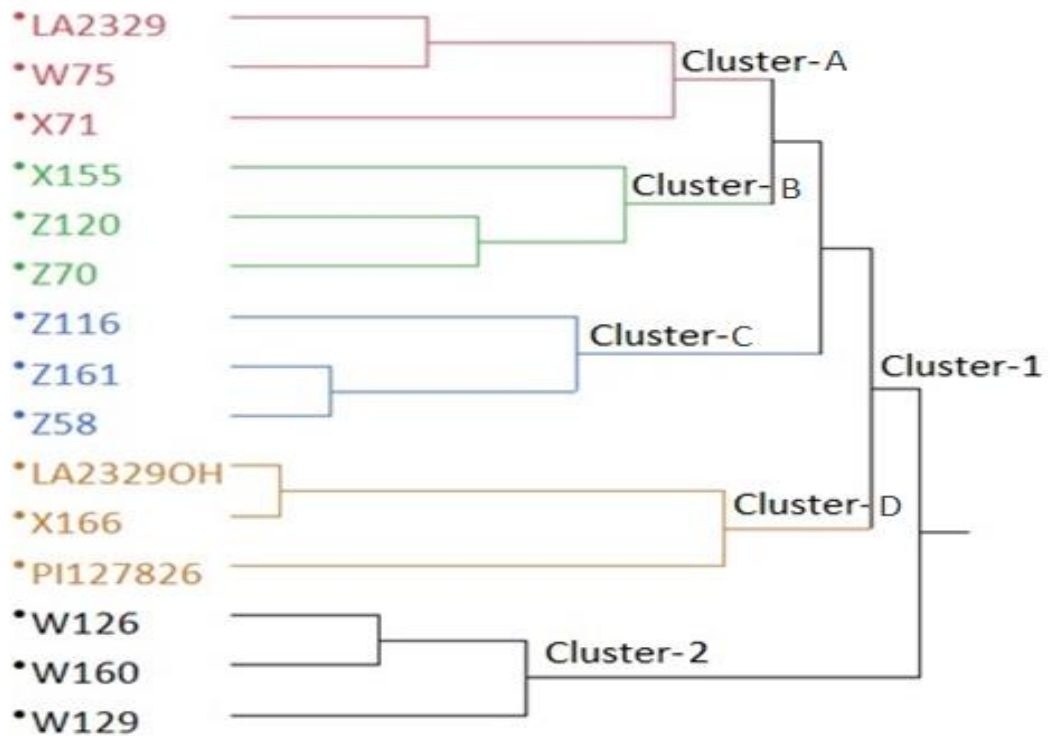 •LA2329
•W75
•X71
•X155
•Z120
•Z70
•Z116
•Z161
•Z58
•LA2329OH
•X166
•PI127826
•W126
•W160
•W129
Cluster-A
Cluster-B
Cluster-C
Cluster-1
Cluster-D
Cluster-2